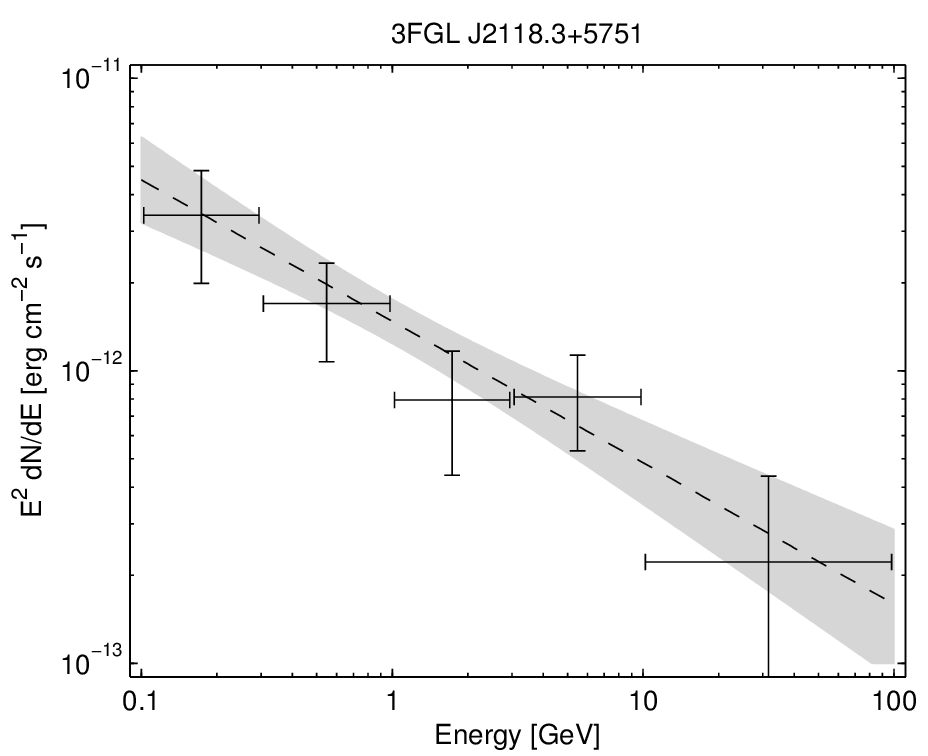 3FGL J2118.3+5751
10⁻¹¹
10⁻¹²
10⁻¹³
E² dN/dE [erg cm⁻² s⁻¹]
0.1 1 10 100
Energy [GeV]